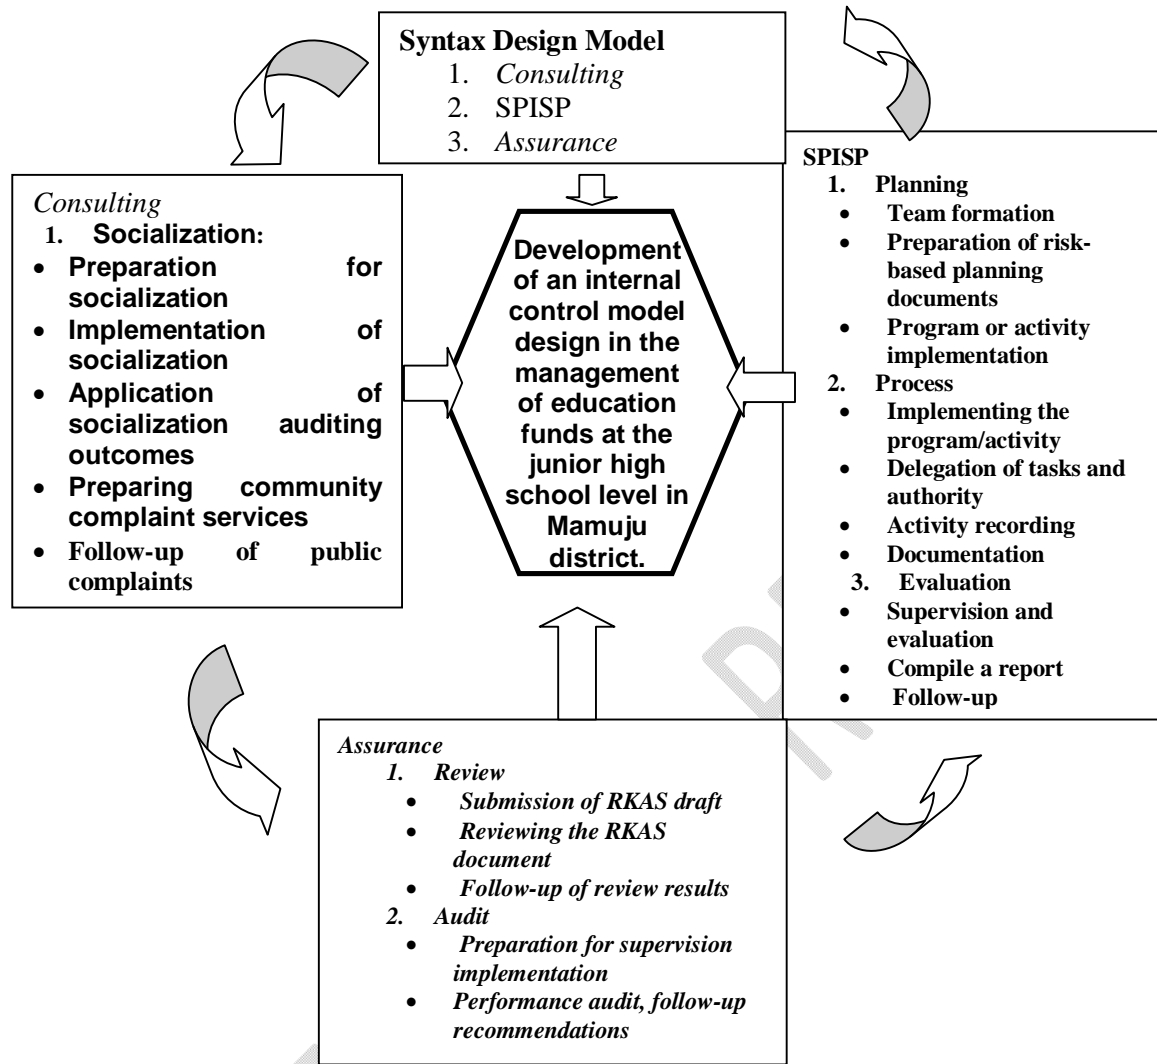 Syntax Design Model
1. Consulting
2. SPISP
3. Assurance
Consulting
1. Socialization:
• Preparation for
socialization
• Implementation of
socialization
• Application of
socialization auditing
outcomes
• Preparing community
complaint services
• Follow-up of public
complaints
Development
of an internal
control model
design in the
management
of education
funds at the
junior high
school level in
Mamuju
district.
SPISP
1. Planning
• Team formation
• Preparation of risk-
based planning
documents
• Program or activity
implementation
2. Process
• Implementing the
program/activity
• Delegation of tasks and
authority
• Activity recording
• Documentation
3. Evaluation
• Supervision and
evaluation
• Compile a report
• Follow-up
Assurance
1. Review
• Submission of RKAS draft
• Reviewing the RKAS
document
• Follow-up of review results
2. Audit
• Preparation for supervision
implementation
• Performance audit, follow-up
recommendations